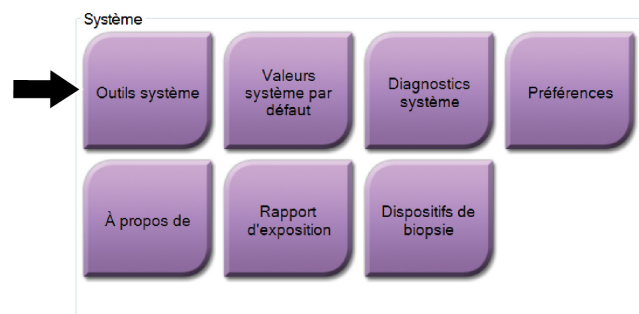 Système
Outils système
Valeurs
système par
défaut
Diagnostics
système
Préférences
À propos de
Rapport
d'exposition
Dispositifs de
biopsie